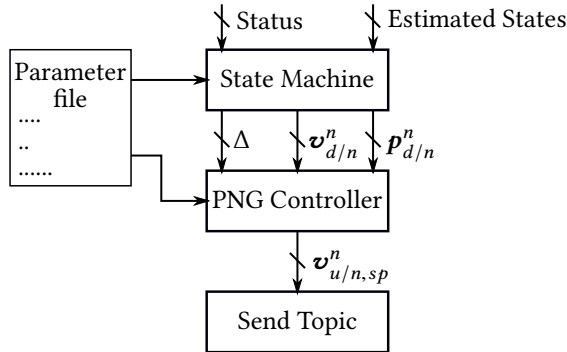 Status
Estimated States
Parameter
file
....
..
......
State Machine
Δ
v^n_{d/n}
p^n_{d/n}
PNG Controller
v^n_{u/n,sp}
Send Topic